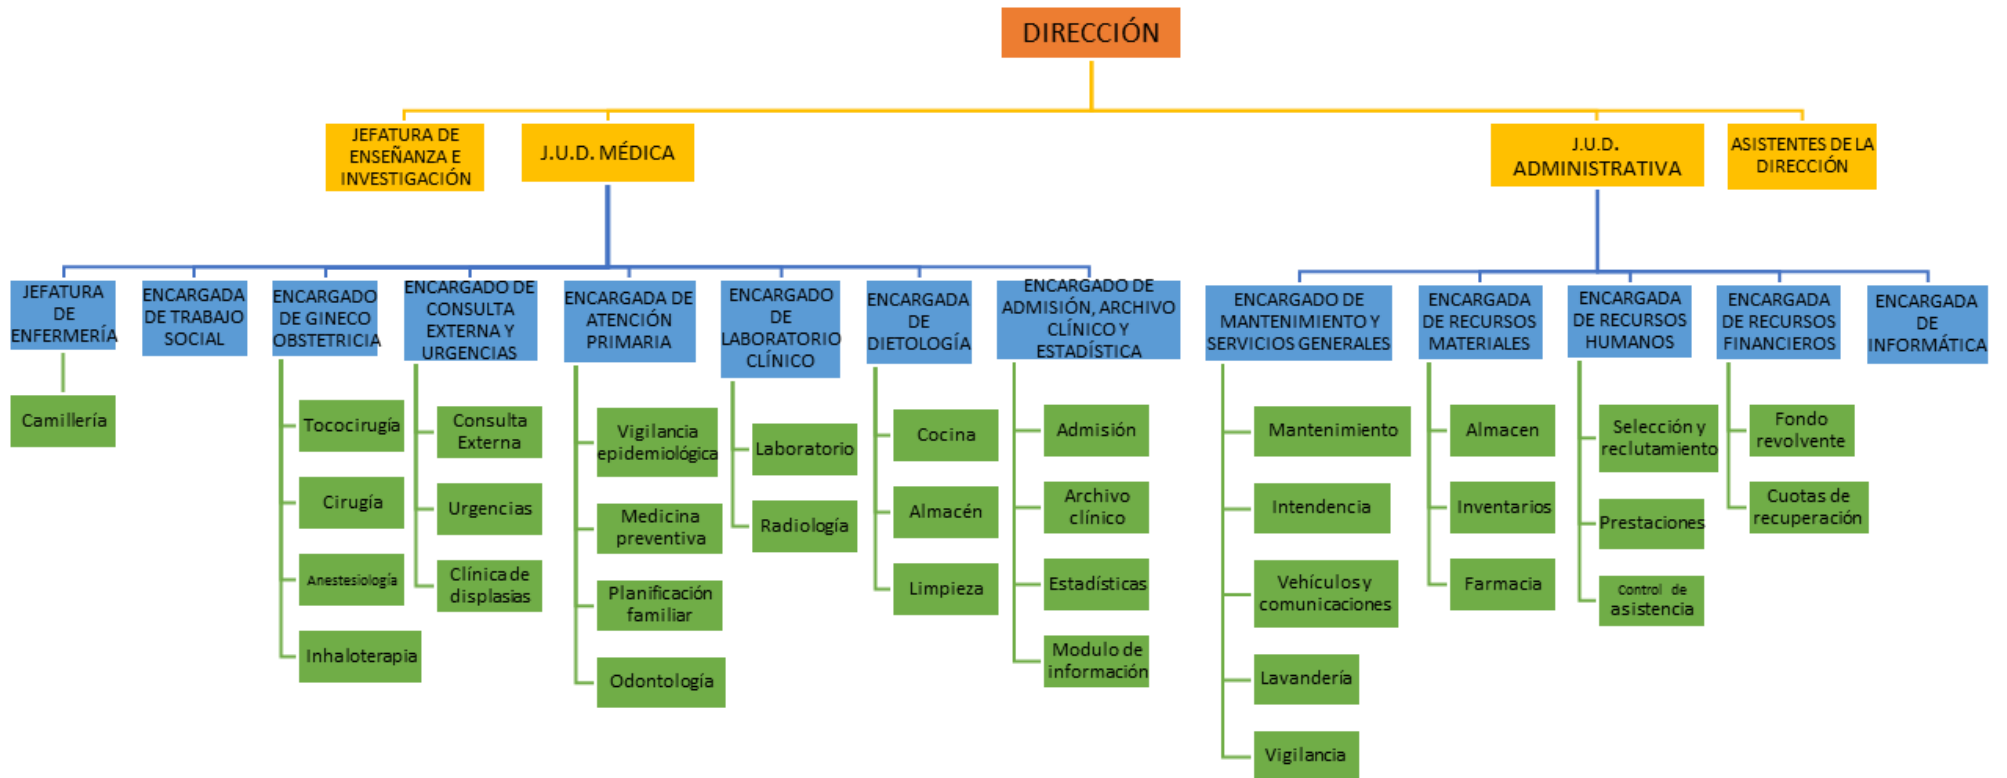 DIRECCIÓN
JEFATURA DE
ENSEÑANZA E
INVESTIGACIÓN
J.U.D. MÉDICA
J.U.D.
ADMINISTRATIVA
ASISTENTES DE LA
DIRECCIÓN
JEFATURA
DE
ENFERMERÍA
ENCARGADA
DE TRABAJO
SOCIAL
ENCARGADO
DE GINECO
OBSTETRICIA
ENCARGADO DE
CONSULTA
EXTERNA Y
URGENCIAS
ENCARGADA DE
ATENCIÓN
PRIMARIA
ENCARGADO
DE
LABORATORIO
CLÍNICO
ENCARGADA
DE
DIETOLOGÍA
ENCARGADO DE
ADMISIÓN, ARCHIVO
CLÍNICO Y
ESTADÍSTICA
ENCARGADO DE
MANTENIMIENTO Y
SERVICIOS GENERALES
ENCARGADA
DE RECURSOS
MATERIALES
ENCARGADA
DE RECURSOS
HUMANOS
ENCARGADA
DE RECURSOS
FINANCIEROS
ENCARGADA
DE
INFORMÁTICA
Camillería
Tococirugía
Cirugía
Anestesiología
Inhaloterapia
Consulta
Externa
Urgencias
Clínica de
displasias
Vigilancia
epidemiológica
Medicina
preventiva
Planificación
familiar
Odontología
Laboratorio
Radiología
Cocina
Almacén
Limpieza
Admisión
Archivo
clínico
Estadísticas
Modulo de
información
Mantenimiento
Intendencia
Vehículos y
comunicaciones
Lavandería
Vigilancia
Almacen
Inventarios
Farmacia
Selección y
reclutamiento
Prestaciones
Control de
asistencia
Fondo
revolvente
Cuotas de
recuperación